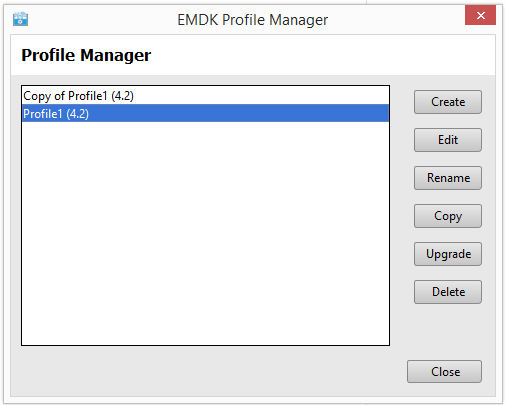 EMDK Profile Manager
Profile Manager
Copy of Profile1 (4.2)
Profile1 (4.2)
Create
Edit
Rename
Copy
Upgrade
Delete
Close